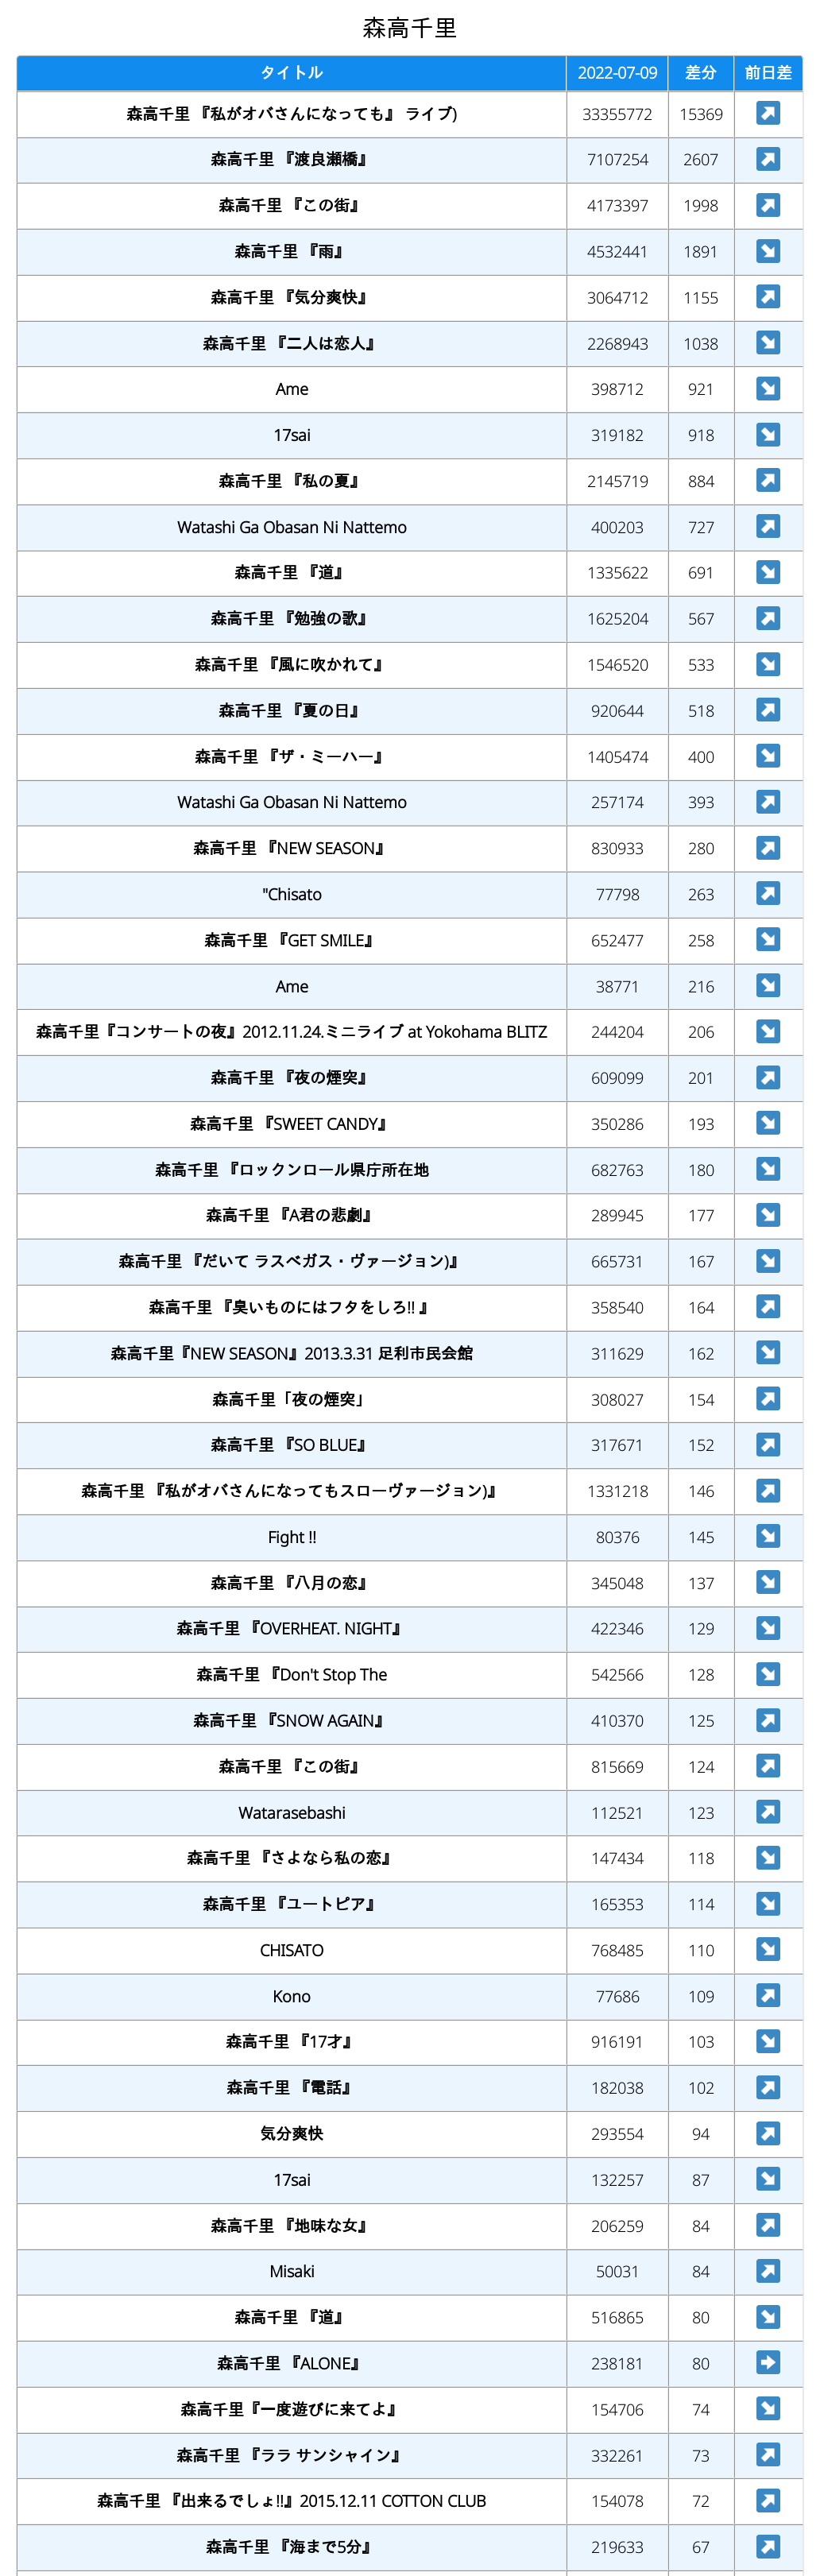 森高千里
タイトル 2022-07-09 差分 前日差
森高千里 『私がオバさんになっても』 ライブ) 33355772 15369
森高千里 『渡良瀬橋』 7107254 2607
森高千里 『この街』 4173397 1998
森高千里 『雨』 4532441 1891
森高千里 『気分爽快』 3064712 1155
森高千里 『二人は恋人』 2268943 1038
Ame 398712 921
17sai 319182 918
森高千里 『私の夏』 2145719 884
Watashi Ga Obasan Ni Nattemo 400203 727
森高千里 『道』 1335622 691
森高千里 『勉強の歌』 1625204 567
森高千里 『風に吹かれて』 1546520 533
森高千里 『夏の日』 920644 518
森高千里 『ザ・ミーハー』 1405474 400
Watashi Ga Obasan Ni Nattemo 257174 393
森高千里 『NEW SEASON』 830933 280
"Chisato 77798 263
森高千里 『GET SMILE』 652477 258
Ame 38771 216
森高千里『コンサートの夜』2012.11.24.ミニライブ at Yokohama BLITZ 244204 206
森高千里 『夜の煙突』 609099 201
森高千里 『SWEET CANDY』 350286 193
森高千里 『ロックンロール県庁所在地 682763 180
森高千里 『A君の悲劇』 289945 177
森高千里 『だいて ラスベガス・ヴァージョン)』 665731 167
森高千里 『臭いものにはフタをしろ!! 』 358540 164
森高千里『NEW SEASON』2013.3.31 足利市民会館 311629 162
森高千里「夜の煙突」 308027 154
森高千里 『SO BLUE』 317671 152
森高千里 『私がオバさんになってもスローヴァージョン)』 1331218 146
Fight !! 80376 145
森高千里 『八月の恋』 345048 137
森高千里 『OVERHEAT. NIGHT』 422346 129
森高千里 『Don't Stop The 542566 128
森高千里 『SNOW AGAIN』 410370 125
森高千里 『この街』 815669 124
Watarasebashi 112521 123
森高千里 『さよなら私の恋』 147434 118
森高千里 『ユートピア』 165353 114
CHISATO 768485 110
Kono 77686 109
森高千里 『17才』 916191 103
森高千里 『電話』 182038 102
気分爽快 293554 94
17sai 132257 87
森高千里 『地味な女』 206259 84
Misaki 50031 84
森高千里 『道』 516865 80
森高千里 『ALONE』 238181 80
森高千里『一度遊びに来てよ』 154706 74
森高千里 『ララ サンシャイン』 332261 73
森高千里 『出来るでしょ!!』2015.12.11 COTTON CLUB 154078 72
森高千里 『海まで5分』 219633 67